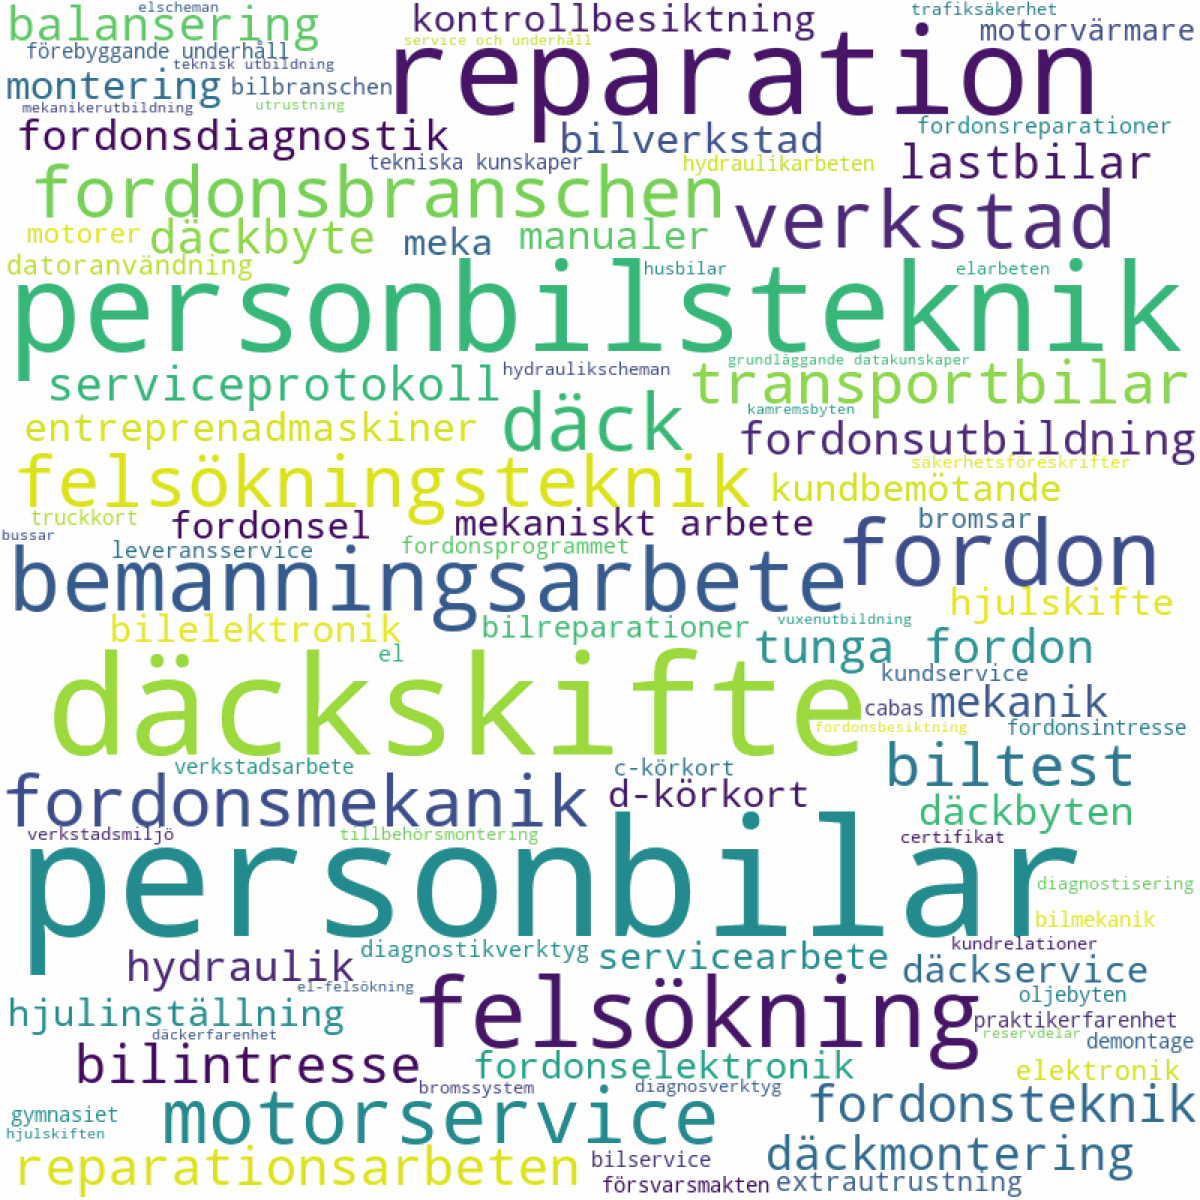 elscheman
balansering
kontrollbesiktning
trafiksäkerhet
motorvärmare
förebyggande underhåll
service och underhåll
reparation
teknisk utbildning
montering
bilbranschen
mekanikerutbildning
utrustning
fordonsdiagnostik
bilverkstad
fordonsreparationer
tekniska kunskaper
hydraulikarbeten
lastbilar
fordonsbranschen
verkstad
motorer
däckbyte
meka
manualer
datoranvändning
husbilar
elarbeten
personbilsteknik
grundläggande datakunskaper
serviceprotokoll
hydraulikscheman
transportbilar
kamremsbyten
entreprenadmaskiner
däck
fordonsutbildning
säkerhetsföreskrifter
felsökningsteknik
kundbemötande
truckkort
fordonsel
mekaniskt arbete
bromsar
bussar
leveransservice
fordonsprogrammet
fordon
bemanningsarbete
hjulskifte
vuxenutbildning
bilelektronik
bilreparationer
tunga fordon
el
kundservice
däckskifte
cabas
mekanik
fordonsbesiktning
fordonsintresse
verkstadsarbete
c-körkort
biltest
fordonsmekanik
d-körkort
däckbyten
verkstadsmiljö
tillbehörsmontering
certifikat
personbilar
diagnostisering
bilmekanik
diagnostikverktyg
servicearbete
kundrelationer
hydraulik
däckservice
el-felsökning
felsökning
oljebyten
hjulinställning
praktikerfarenhet
däckerfarenhet
reservdelar
demontage
bilintresse
fordonselektronik
elektronik
bromssystem
diagnosverktyg
gymnasiet
motorservice
fordonsteknik
hjulskiften
reparationsarbeten
bilservice
däckmontering
försvarsmakten
extrautrustning